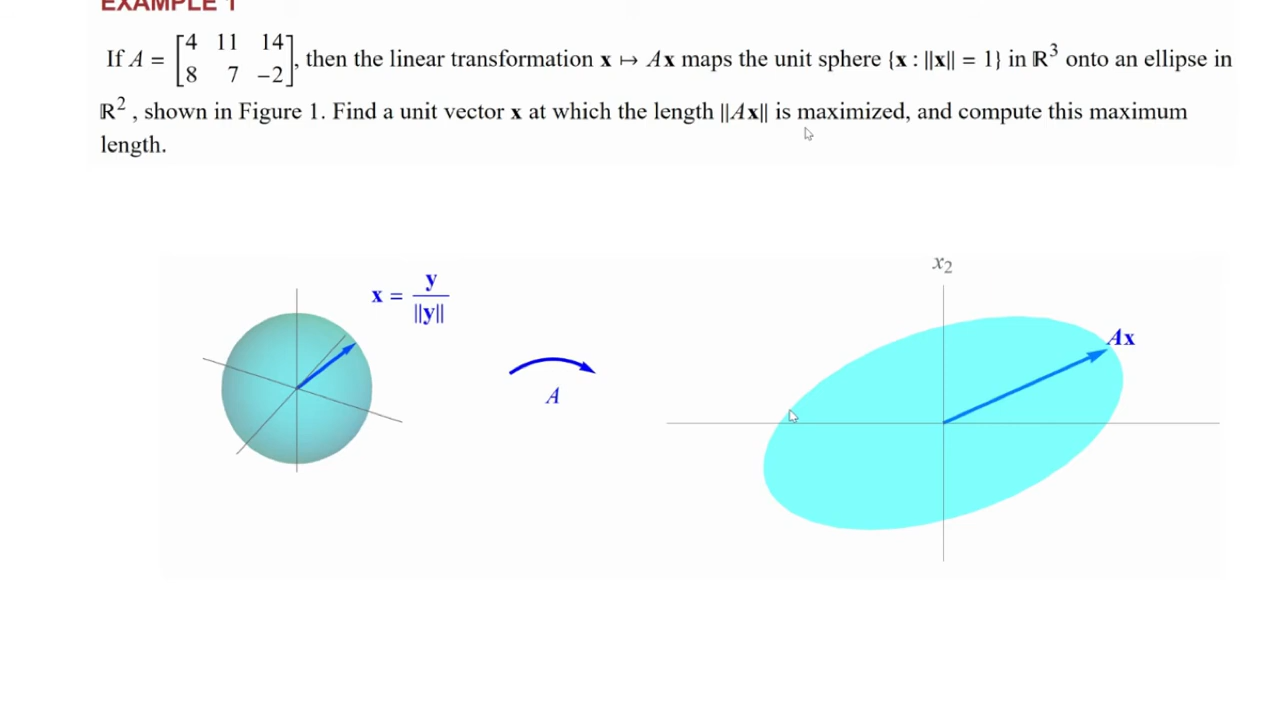 EXAMPLE 1
If A = [4 11 14; 8 7 −2], then the linear transformation x ↦ Ax maps the unit sphere {x : ||x|| = 1} in ℝ³ onto an ellipse in
ℝ² , shown in Figure 1. Find a unit vector x at which the length ||Ax|| is maximized, and compute this maximum
length.
x = y / ||y||
A
x₂
Ax